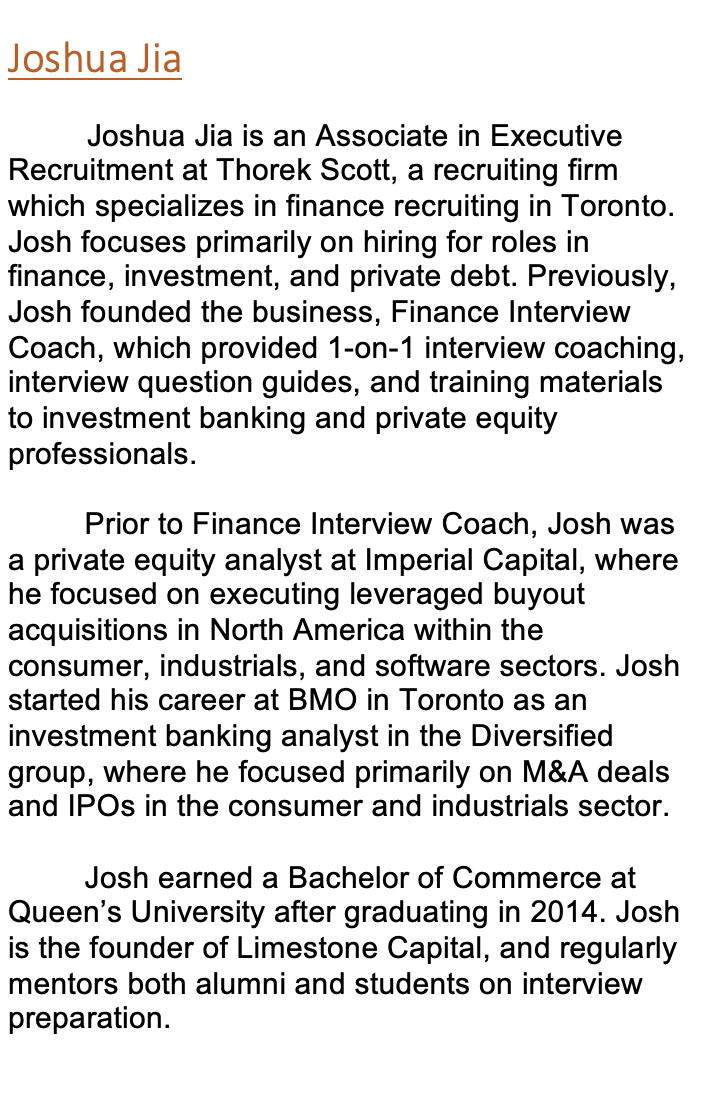 Joshua Jia
Joshua Jia is an Associate in Executive
Recruitment at Thorek Scott, a recruiting firm
which specializes in finance recruiting in Toronto.
Josh focuses primarily on hiring for roles in
finance, investment, and private debt. Previously,
Josh founded the business, Finance Interview
Coach, which provided 1-on-1 interview coaching,
interview question guides, and training materials
to investment banking and private equity
professionals.
Prior to Finance Interview Coach, Josh was
a private equity analyst at Imperial Capital, where
he focused on executing leveraged buyout
acquisitions in North America within the
consumer, industrials, and software sectors. Josh
started his career at BMO in Toronto as an
investment banking analyst in the Diversified
group, where he focused primarily on M&A deals
and IPOs in the consumer and industrials sector.
Josh earned a Bachelor of Commerce at
Queen’s University after graduating in 2014. Josh
is the founder of Limestone Capital, and regularly
mentors both alumni and students on interview
preparation.